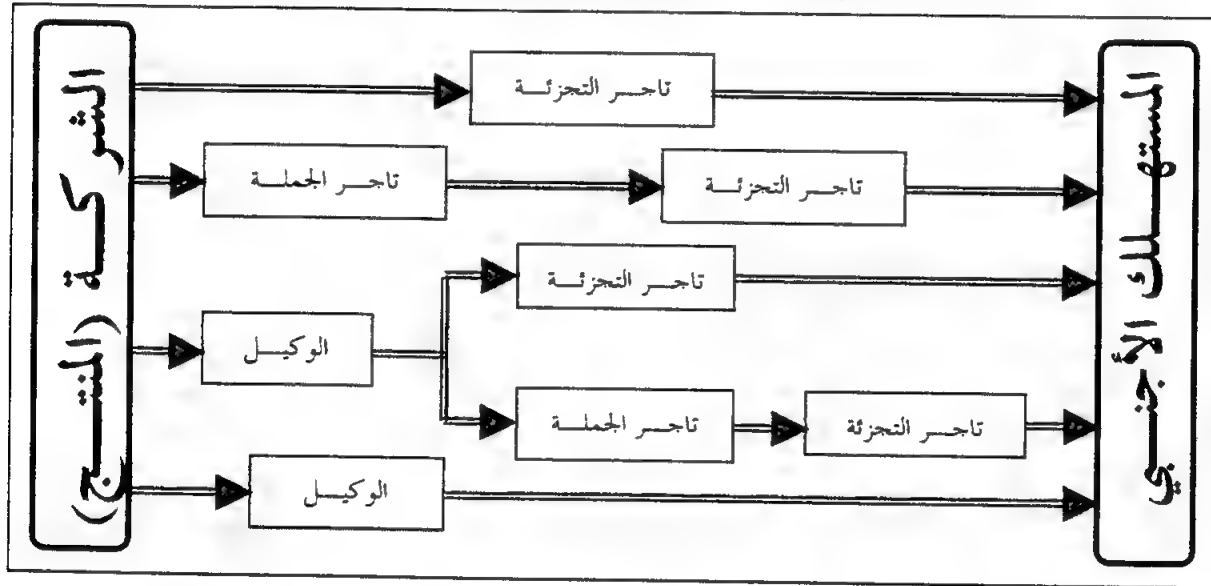 الشركة (المنتج)
تاجر التجزئة
تاجر الجملة
تاجر التجزئة
الوكيل
تاجر التجزئة
تاجر الجملة
تاجر التجزئة
الوكيل
المستهلك الأجنبي